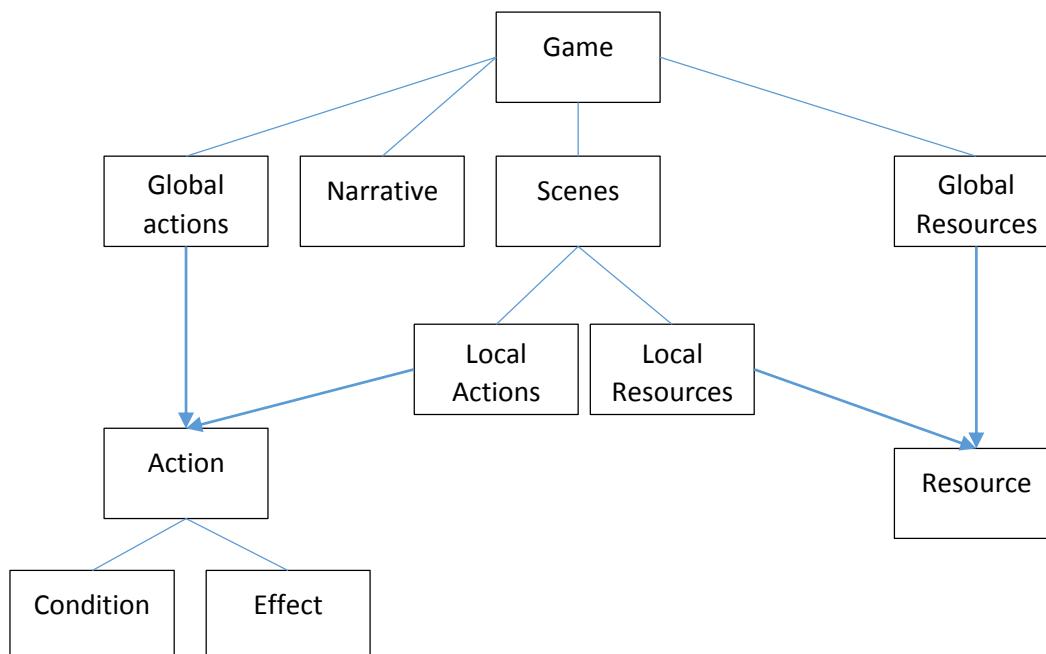 Game
Global
actions
Narrative
Scenes
Global
Resources
Local
Actions
Local
Resources
Action
Resource
Condition
Effect